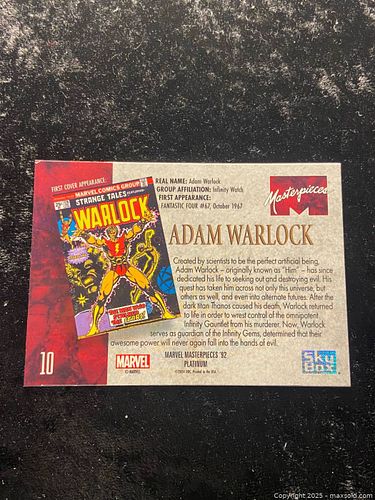 FIRST COVER APPEARANCE:
MARVEL COMICS GROUP
STRANGE TALES
WARLOCK
REAL NAME: Adam Warlock
GROUP AFFILIATION: Infinity Watch
FIRST APPEARANCE:
FANTASTIC FOUR #67, October 1967
Masterpieces
ADAM WARLOCK
Created by scientists to be the perfect artificial being,
Adam Warlock – originally known as "Him" – has since
dedicated his life to seeking out and destroying evil. His
quest has taken him across not only this universe, but
others as well, and even into alternate futures. After the
dark titan Thanos caused his death, Warlock returned
to life in order to wrest control of the omnipotent
Infinity Gauntlet from his murderer. Now, Warlock
serves as guardian of the Infinity Gems, determined that their
awesome power will never again fall into the hands of evil.
10
MARVEL
© MARVEL
MARVEL MASTERPIECES '92
PLATINUM
SkyBox
Copyright 2025 - maxsold.com